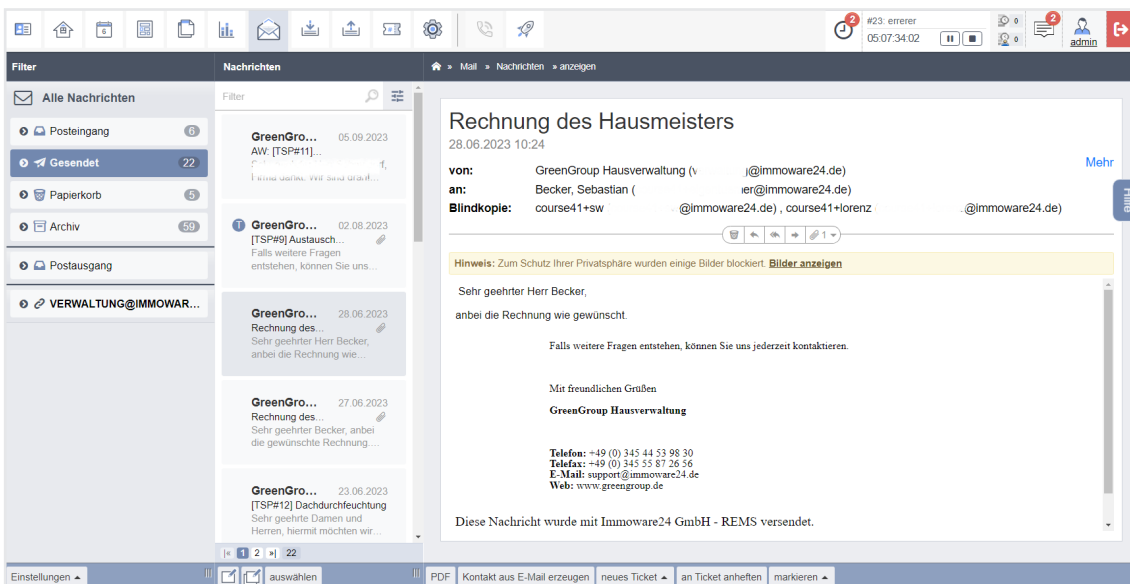 6
2
#23: errerer
05:07:34:02
0
0
2
admin
Filter
Nachrichten
» Mail » Nachrichten » anzeigen
Alle Nachrichten
Posteingang 6
Gesendet 22
Papierkorb 5
Archiv 59
Postausgang
VERWALTUNG@IMMOWAR...
Filter
GreenGro... 05.09.2023
AW: [TSP#11]...
GreenGro... 02.08.2023
T
[TSP#9] Austausch...
Falls weitere Fragen
entstehen, können Sie uns...
GreenGro... 28.06.2023
Rechnung des...
Sehr geehrter Herr Becker,
anbei die Rechnung wie...
GreenGro... 27.06.2023
Rechnung des...
Sehr geehrter Becker, anbei
die gewünschte Rechnung....
GreenGro... 23.06.2023
[TSP#12] Dachdurchfeuchtung
Sehr geehrte Damen und
Herren, hiermit möchten wir...
|« 1 2 »| 22
Rechnung des Hausmeisters
28.06.2023 10:24
Mehr
von: GreenGroup Hausverwaltung (v j@immoware24.de)
an: Becker, Sebastian ( er@immoware24.de)
Blindkopie: course41+sw @immoware24.de) , course41+lorenz .@immoware24.de)
Hilfe
1
Hinweis: Zum Schutz Ihrer Privatsphäre wurden einige Bilder blockiert. Bilder anzeigen
Sehr geehrter Herr Becker,
anbei die Rechnung wie gewünscht.
Falls weitere Fragen entstehen, können Sie uns jederzeit kontaktieren.
Mit freundlichen Grüßen
GreenGroup Hausverwaltung
Telefon: +49 (0) 345 44 53 98 30
Telefax: +49 (0) 345 55 87 26 56
E-Mail: support@immoware24.de
Web: www.greengroup.de
Diese Nachricht wurde mit Immoware24 GmbH - REMS versendet.
Einstellungen
auswählen
PDF Kontakt aus E-Mail erzeugen neues Ticket an Ticket anheften markieren